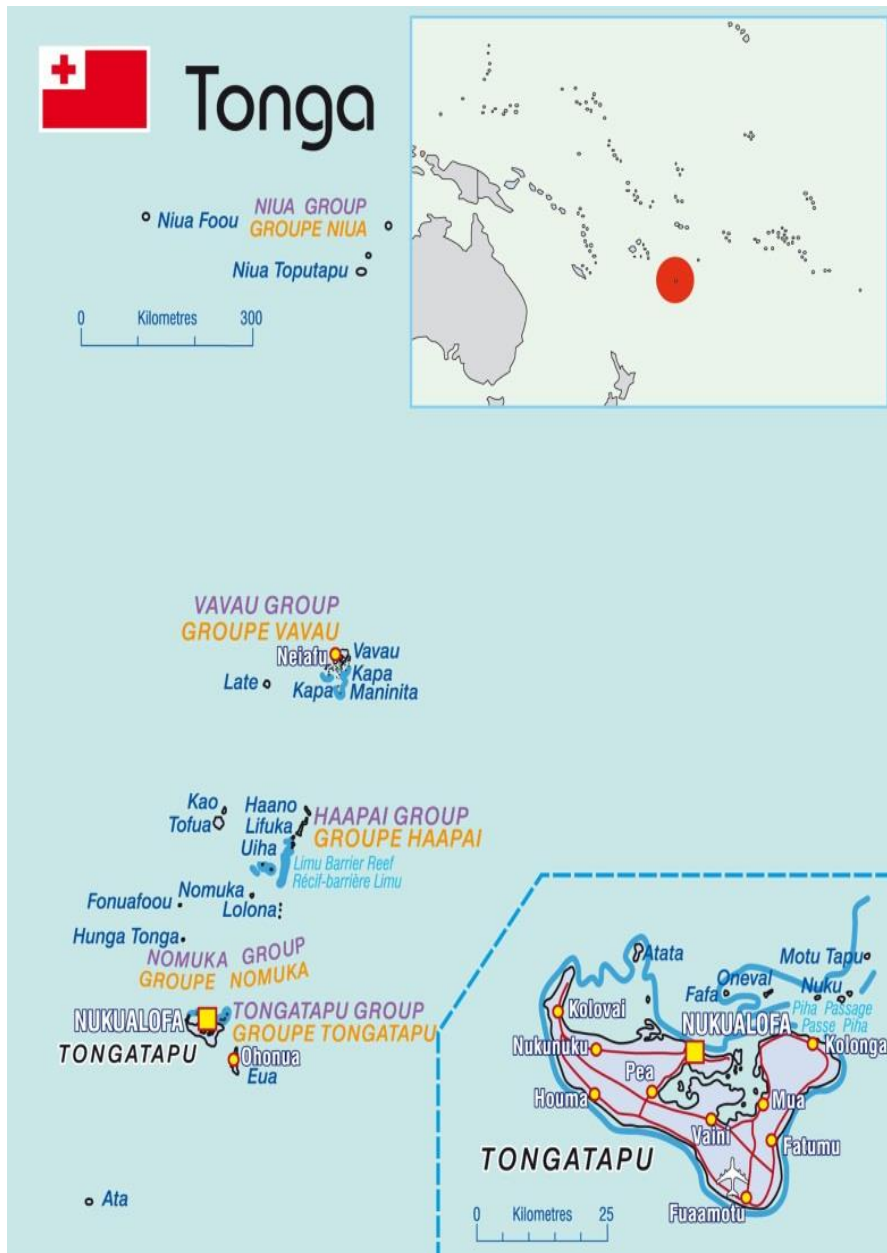 Tonga
NIUA GROUP
GROUPE NIUA
Niua Foou
Niua Toputapu
0 Kilometres 300
VAVAU GROUP
GROUPE VAVAU
Neiafu
Vavau
Kapa
Late
Kapa
Maninita
Kao
Tofua
Haano
Lifuka
Uiha
HAAPAI GROUP
GROUPE HAAPAI
Limu Barrier Reef
Récif-barrière Limu
Fonuafoou
Nomuka
Lolona
Hunga Tonga
NOMUKA GROUP
GROUPE NOMUKA
NUKUALOFA
TONGATAPU GROUP
GROUPE TONGATAPU
TONGATAPU
Ohonua
Eua
Ata
Atata
Motu Tapu
Oneval
Fafa
Nuku
Piha Passage
Passe Piha
Kolovai
NUKUALOFA
Kolonga
Nukunuku
Pea
Houma
Mua
Vaini
Fatumu
TONGATAPU
Fuaamotu
0 Kilometres 25